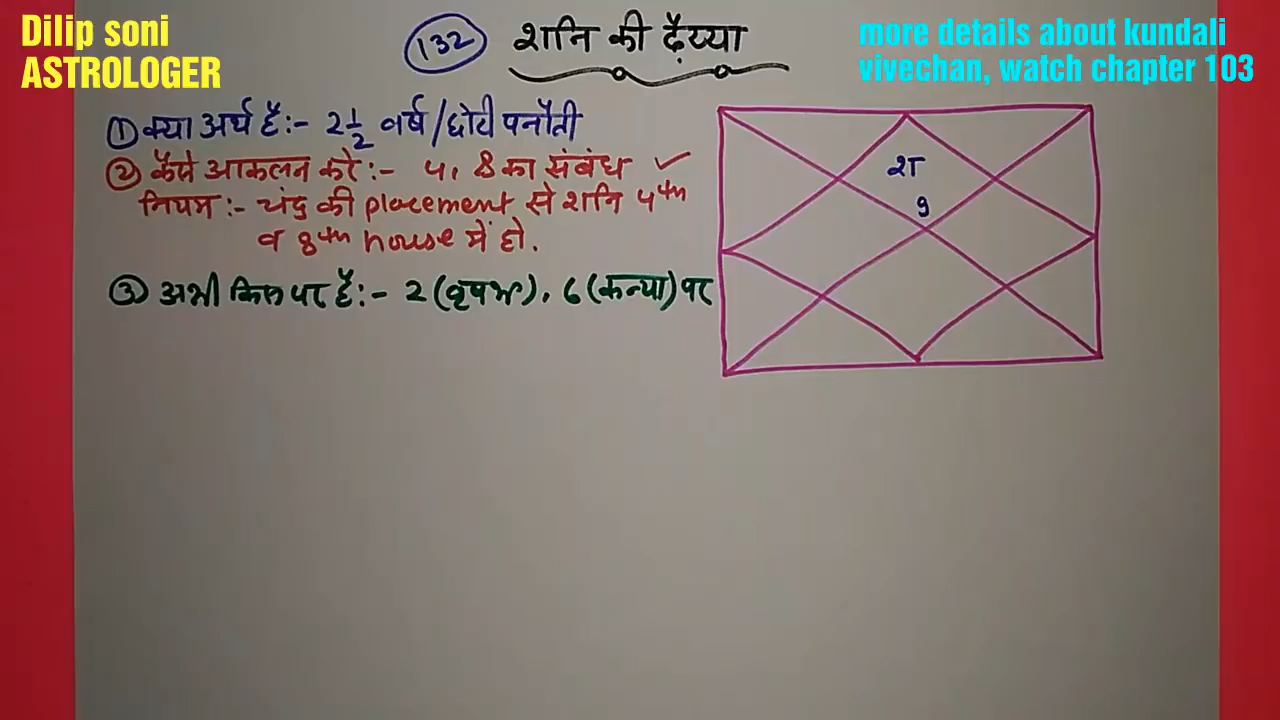 Dilip soni
ASTROLOGER
132 शनि की ढ़ैय्या
more details about kundali
vivechan, watch chapter 103
① क्या अर्थ है:- 2 1/2 वर्ष/छोटी पनौती
② कैसे आकलन करे:- 4, 8 का संबंध ✓
नियम:- चंद्र की placement से शनि 4th
व 8th house में हो.
③ अभी किस पर है:- 2 (वृषभ), 6 (कन्या) पर
श
9